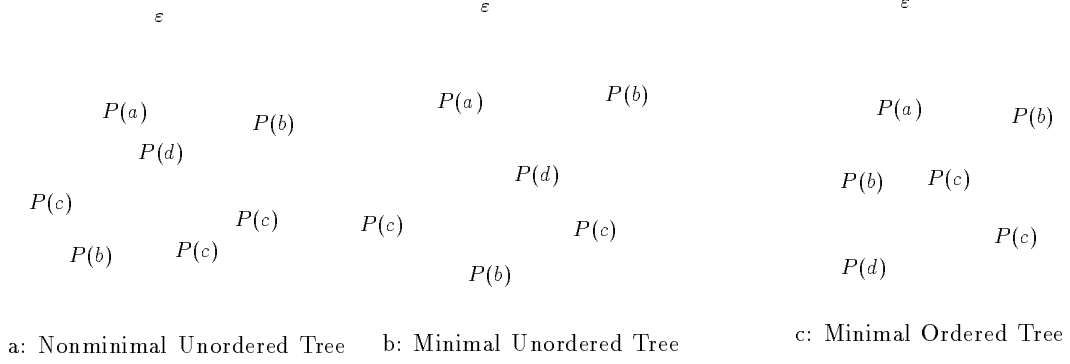 ε
P(a)
P(b)
P(d)
P(c)
P(c)
P(b)
P(c)
a: Nonminimal Unordered Tree
ε
P(a)
P(b)
P(d)
P(c)
P(c)
P(b)
b: Minimal Unordered Tree
ε
P(a)
P(b)
P(b)
P(c)
P(c)
P(d)
c: Minimal Ordered Tree